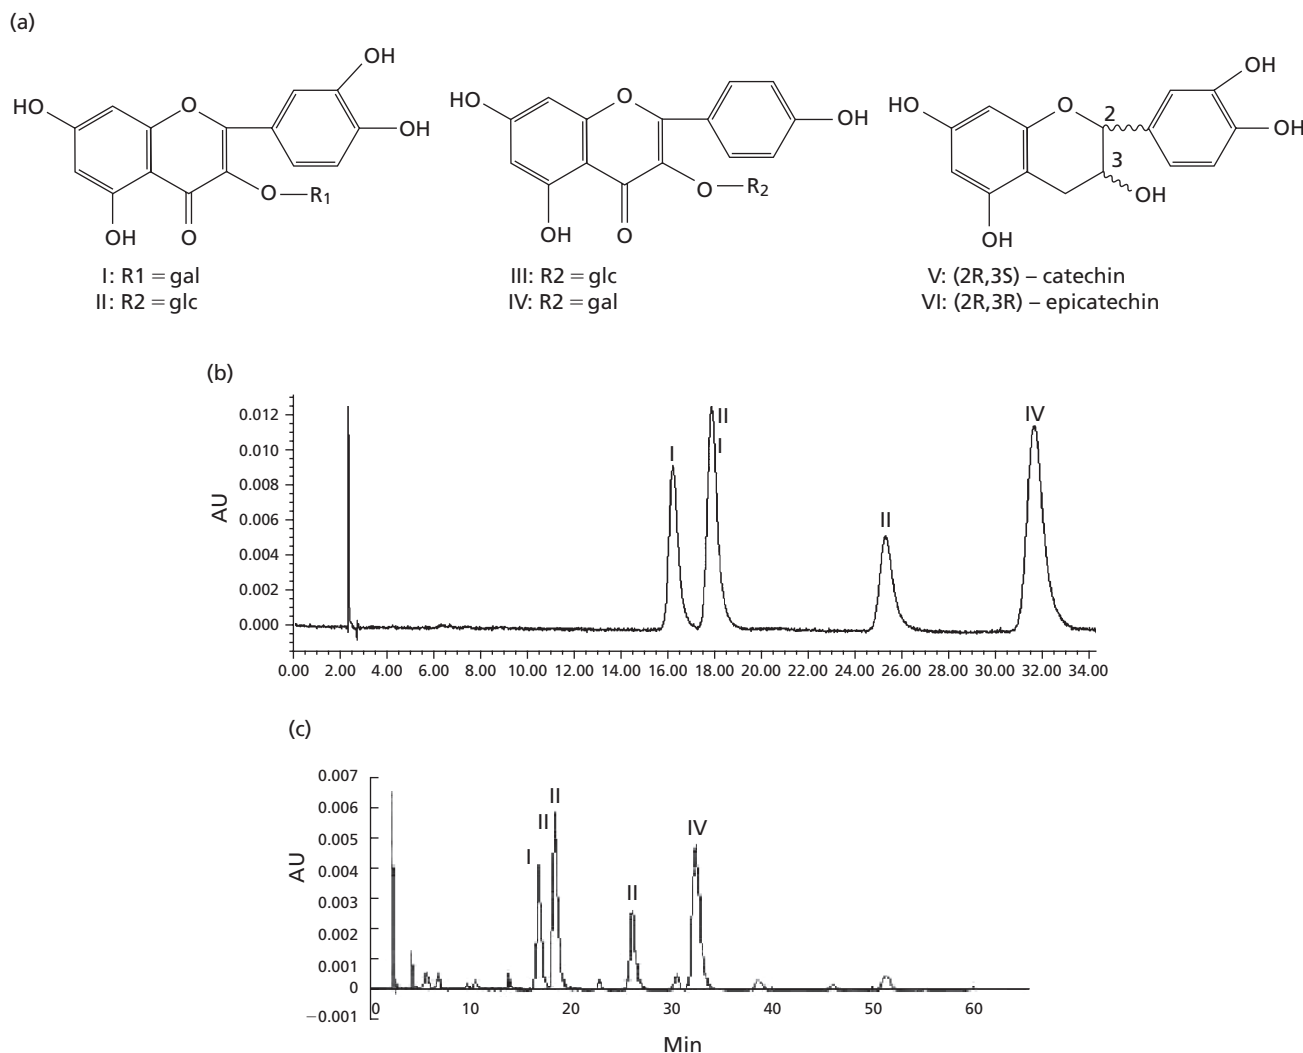 (a)
OH
HO
O
OH
O—R1
OH
O
I: R1 = gal
II: R2 = glc
HO
O
OH
O—R2
OH
O
III: R2 = glc
IV: R2 = gal
OH
HO
O
2
OH
3
OH
OH
V: (2R,3S) – catechin
VI: (2R,3R) – epicatechin
(b)
AU
0.012
0.010
0.008
0.006
0.004
0.002
0.000
I
II
I
II
IV
0.00 2.00 4.00 6.00 8.00 10.00 12.00 14.00 16.00 18.00 20.00 22.00 24.00 26.00 28.00 30.00 32.00 34.00
(c)
AU
0.007
0.006
0.005
0.004
0.003
0.002
0.001
0
−0.001
I
II
II
II
IV
0 10 20 30 40 50 60
Min